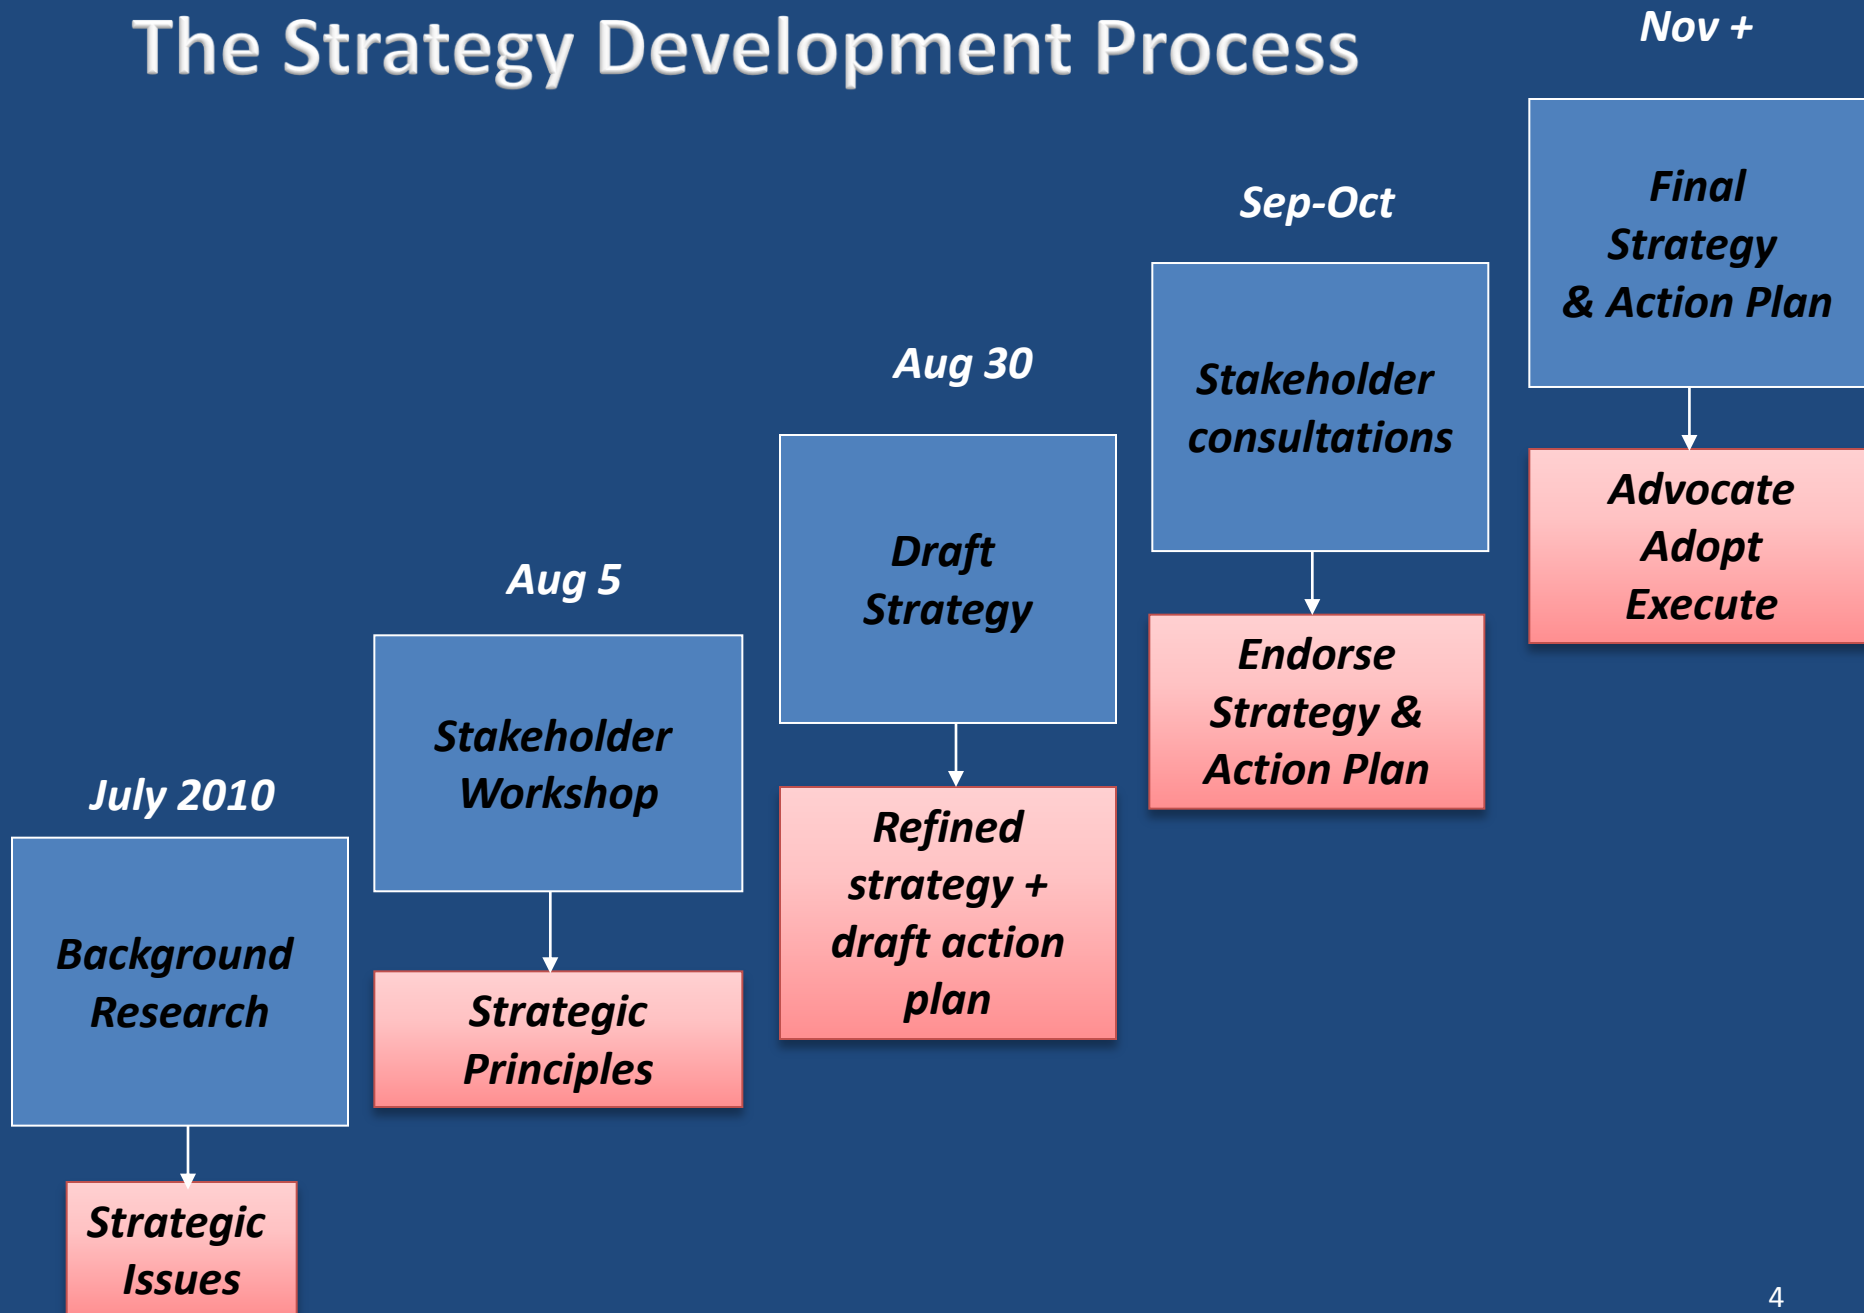 The Strategy Development Process
July 2010
Background
Research
Strategic
Issues
Aug 5
Stakeholder
Workshop
Strategic
Principles
Aug 30
Draft
Strategy
Refined
strategy +
draft action
plan
Sep-Oct
Stakeholder
consultations
Endorse
Strategy &
Action Plan
Nov +
Final
Strategy
& Action Plan
Advocate
Adopt
Execute
4